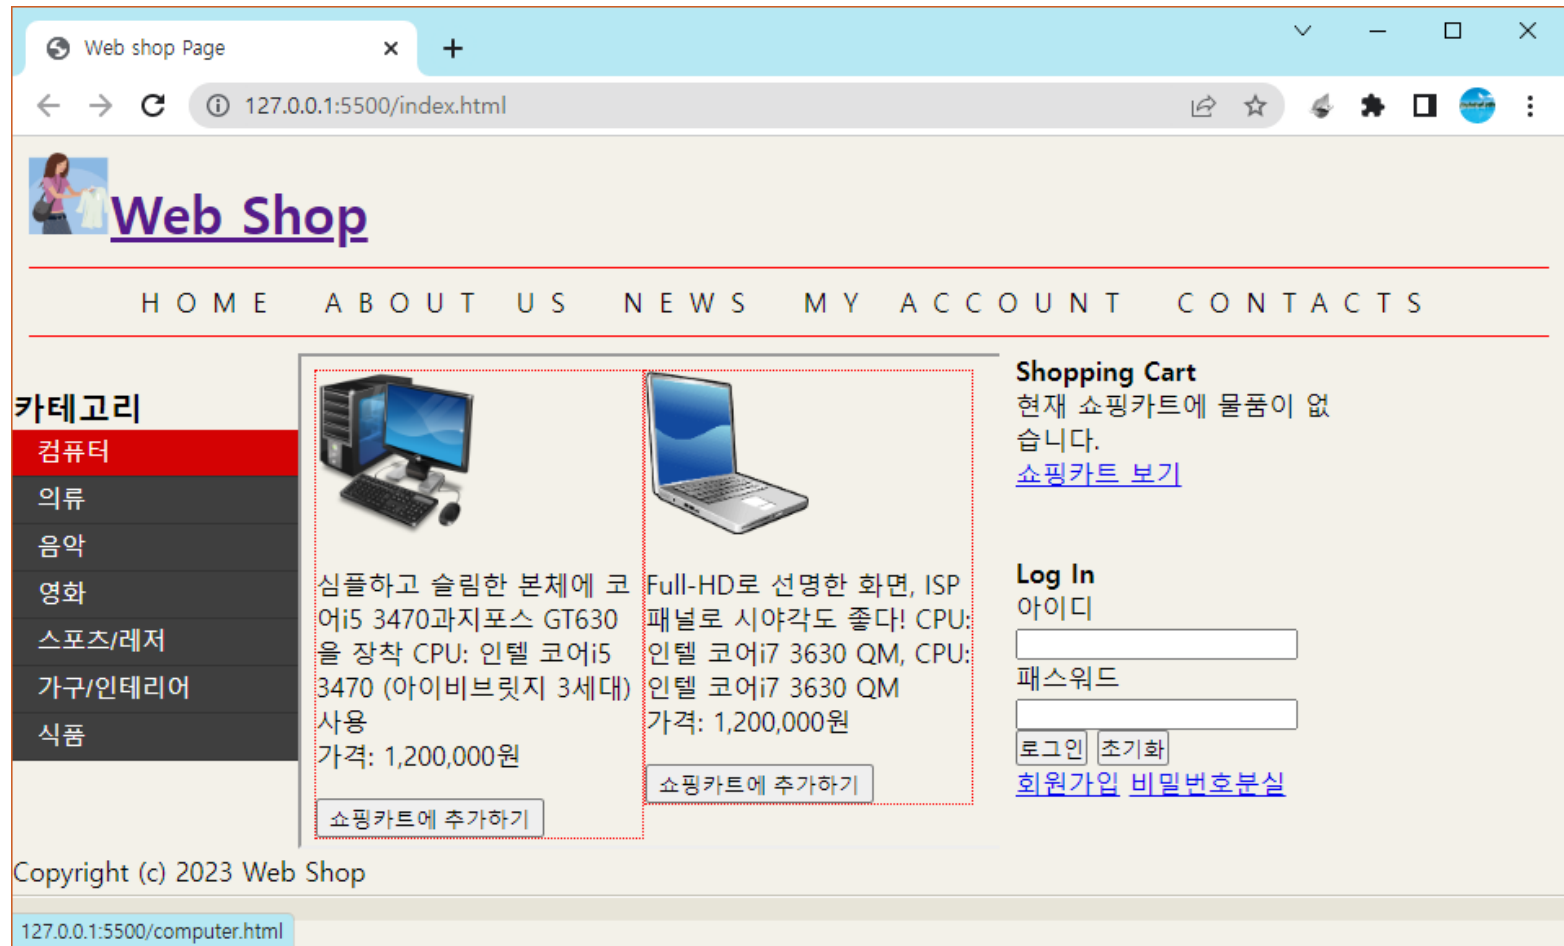 Web shop Page
127.0.0.1:5500/index.html
Web Shop
HOME ABOUT US NEWS MY ACCOUNT CONTACTS
카테고리
컴퓨터
의류
음악
영화
스포츠/레저
가구/인테리어
식품
심플하고 슬림한 본체에 코
어i5 3470과지포스 GT630
을 장착 CPU: 인텔 코어i5
3470 (아이비브릿지 3세대)
사용
가격: 1,200,000원
쇼핑카트에 추가하기
Full-HD로 선명한 화면, ISP
패널로 시야각도 좋다! CPU:
인텔 코어i7 3630 QM, CPU:
인텔 코어i7 3630 QM
가격: 1,200,000원
쇼핑카트에 추가하기
Shopping Cart
현재 쇼핑카트에 물품이 없
습니다.
쇼핑카트 보기
Log In
아이디
패스워드
로그인 초기화
회원가입 비밀번호분실
Copyright (c) 2023 Web Shop
127.0.0.1:5500/computer.html